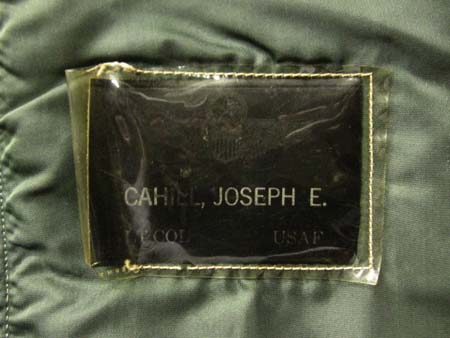 CAHILL, JOSEPH E.
LT COL USAF